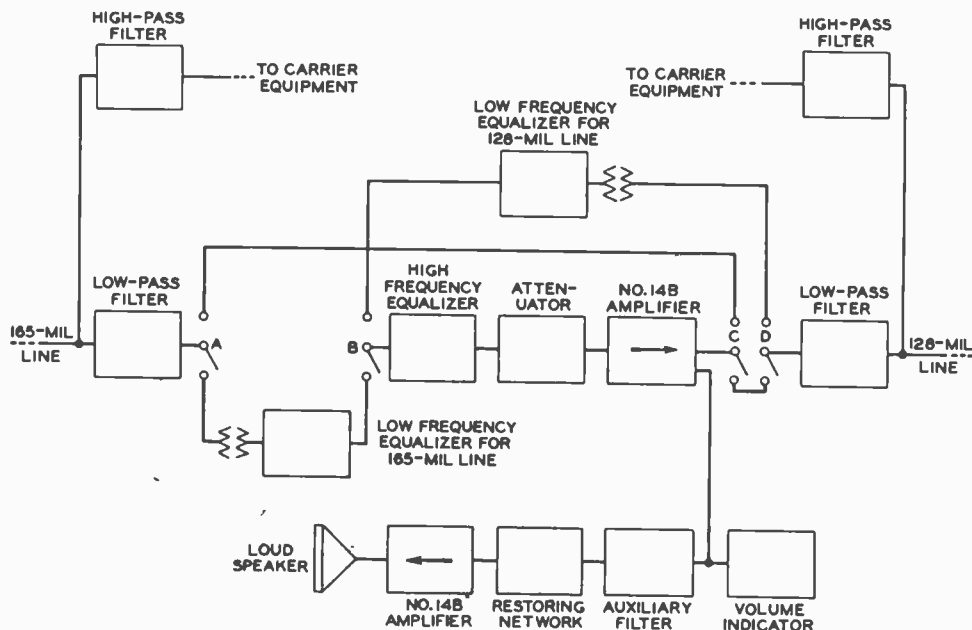 HIGH-PASS
FILTER
TO CARRIER
EQUIPMENT
HIGH-PASS
FILTER
TO CARRIER
EQUIPMENT
LOW FREQUENCY
EQUALIZER FOR
128-MIL LINE
LOW-PASS
FILTER
HIGH
FREQUENCY
EQUALIZER
ATTEN-
UATOR
NO.14B
AMPLIFIER
LOW-PASS
FILTER
165-MIL
LINE
A
B
C
D
128-MIL
LINE
LOW FREQUENCY
EQUALIZER FOR
165-MIL LINE
LOUD
SPEAKER
NO.14B
AMPLIFIER
RESTORING
NETWORK
AUXILIARY
FILTER
VOLUME
INDICATOR